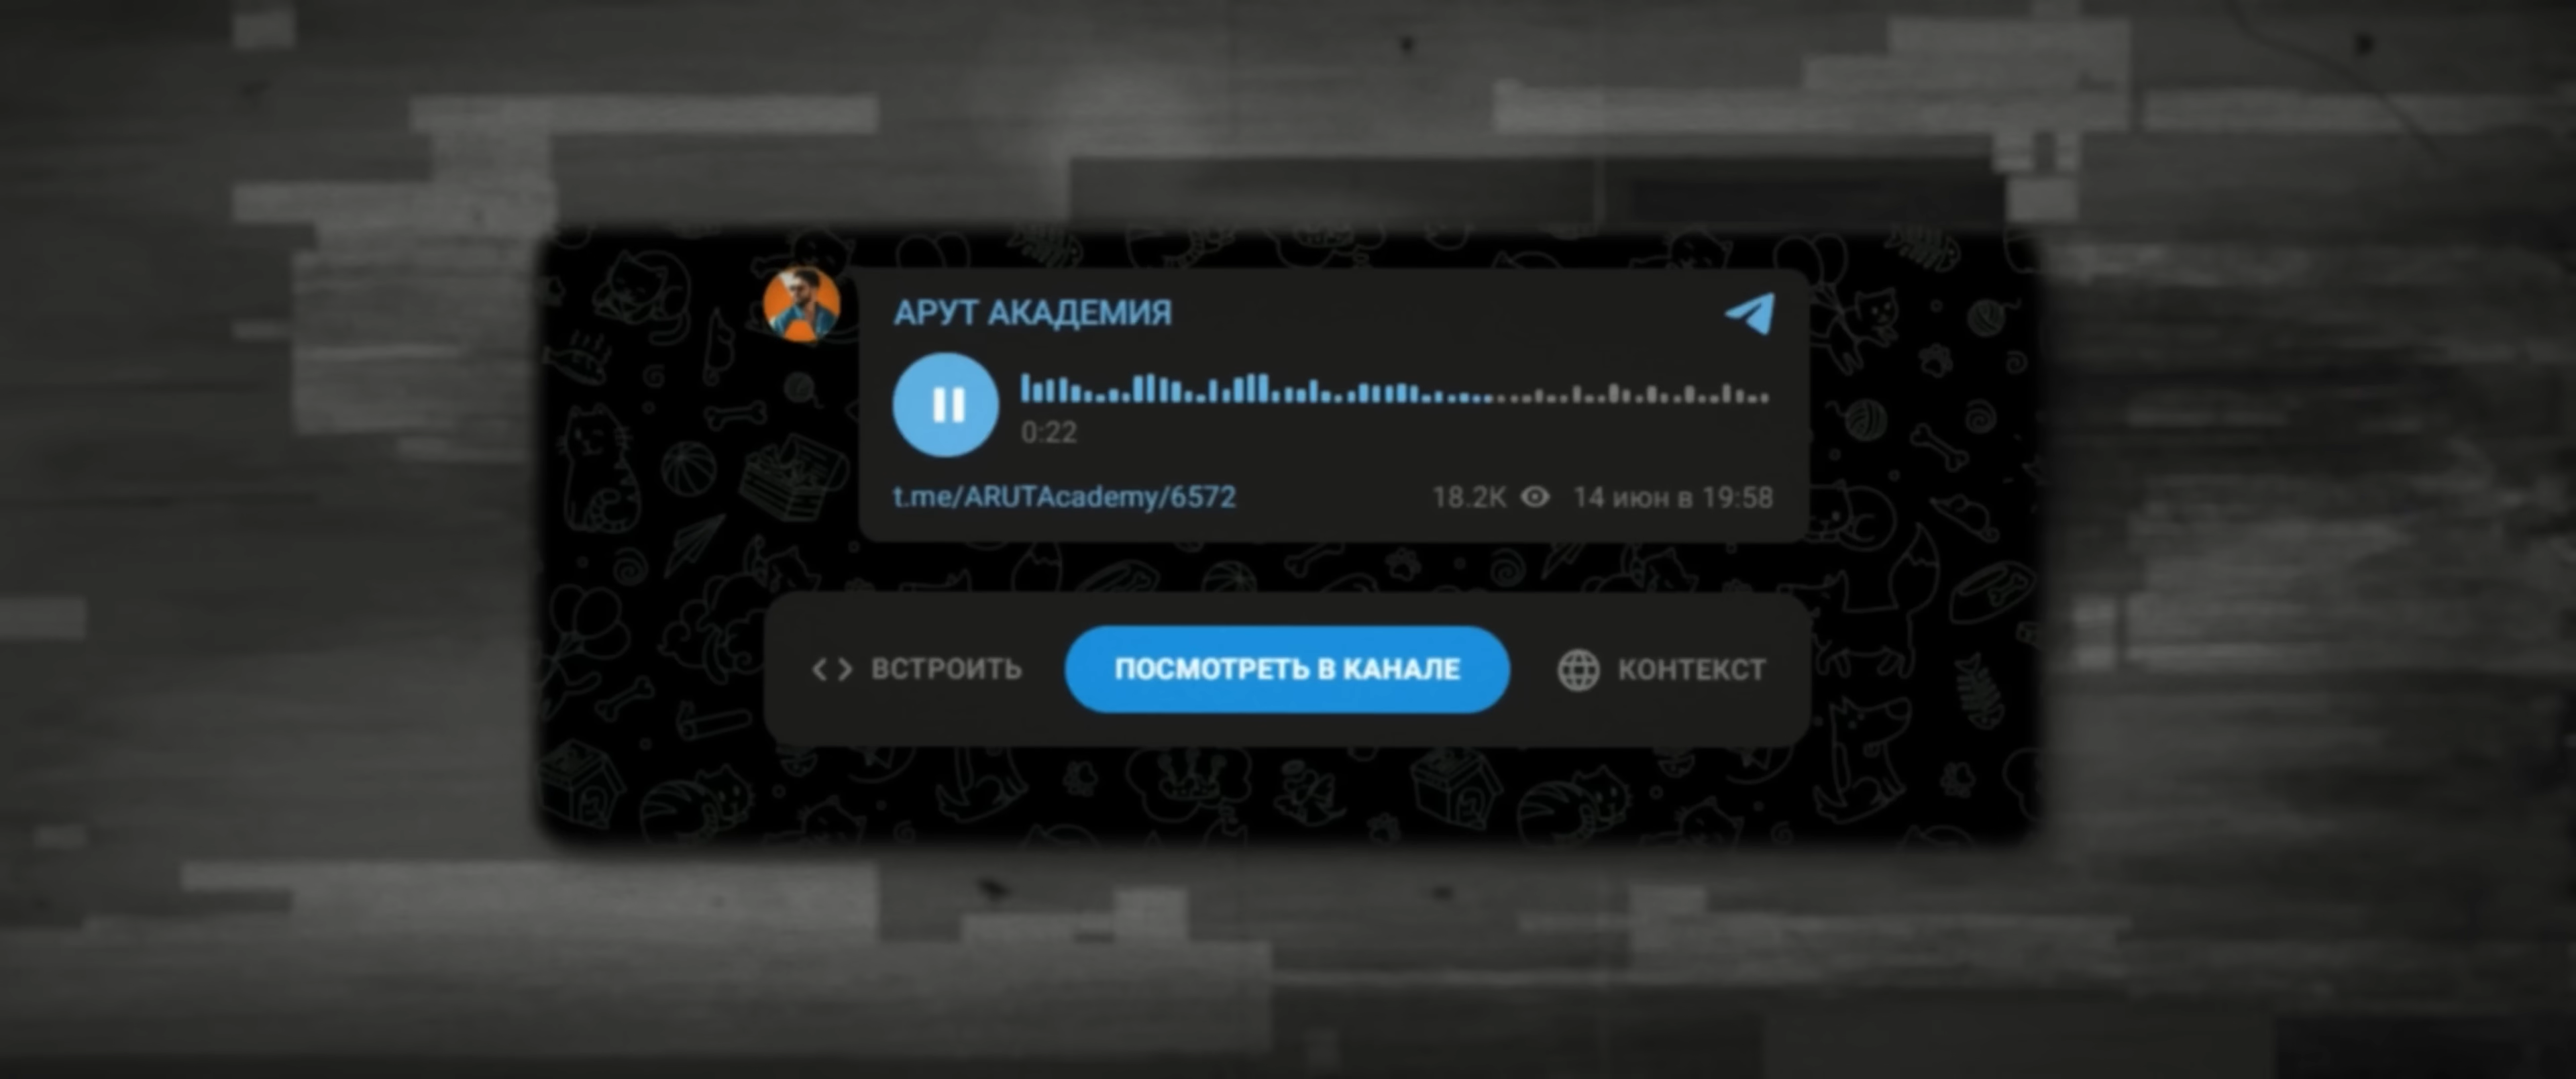 АРУТ АКАДЕМИЯ
0:22
t.me/ARUTAcademy/6572 18.2K 14 июн в 19:58
ВСТРОИТЬ ПОСМОТРЕТЬ В КАНАЛЕ КОНТЕКСТ